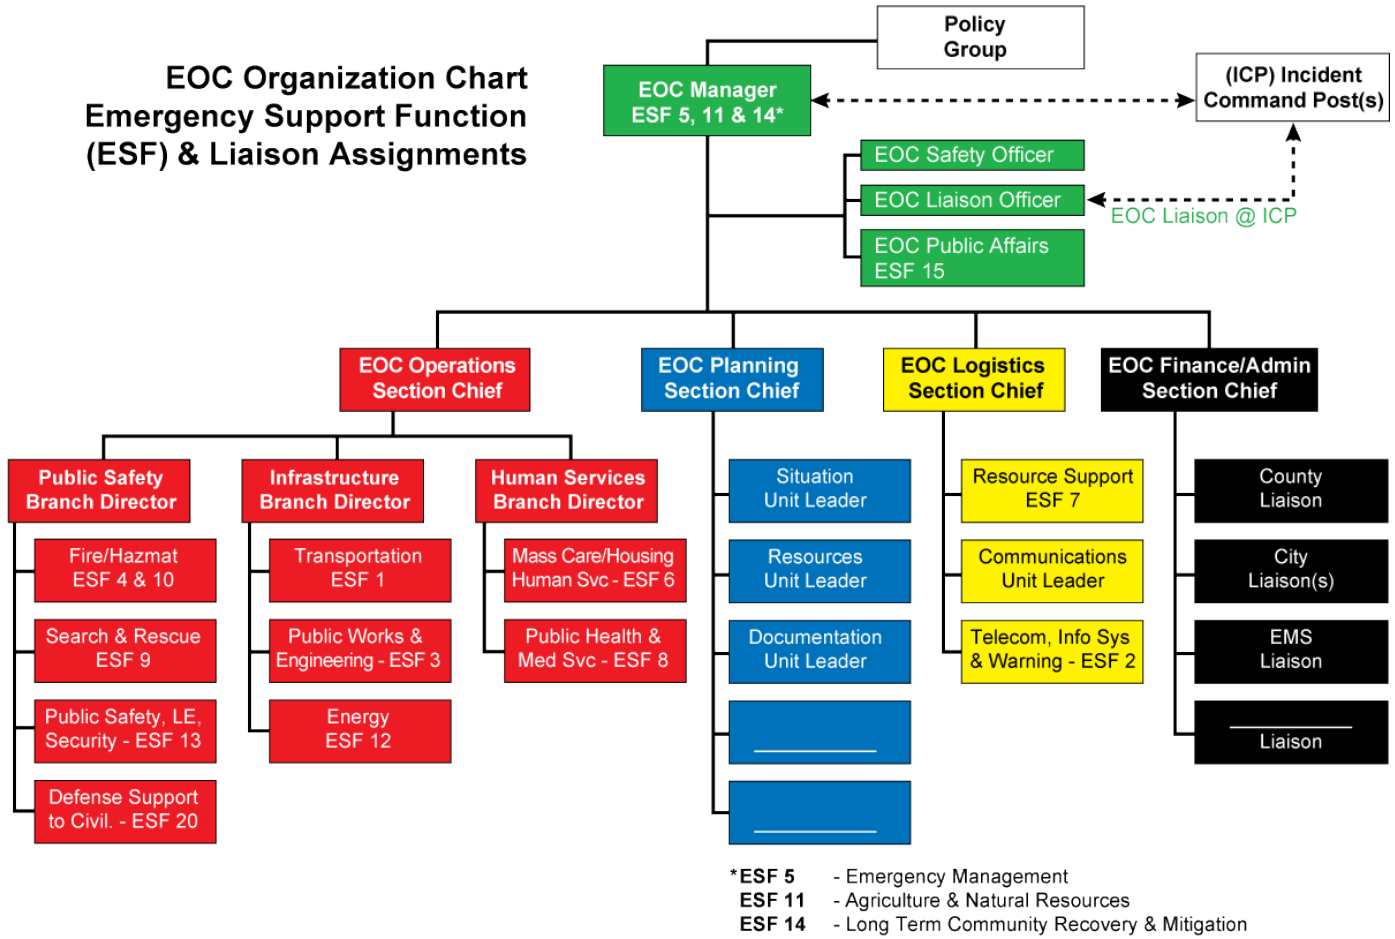 Policy
Group
EOC Organization Chart
Emergency Support Function
(ESF) & Liaison Assignments
EOC Manager
ESF 5, 11 & 14*
(ICP) Incident
Command Post(s)
EOC Safety Officer
EOC Liaison Officer
EOC Liaison @ ICP
EOC Public Affairs
ESF 15
EOC Operations
Section Chief
EOC Planning
Section Chief
EOC Logistics
Section Chief
EOC Finance/Admin
Section Chief
Public Safety
Branch Director
Infrastructure
Branch Director
Human Services
Branch Director
Situation
Unit Leader
Resource Support
ESF 7
County
Liaison
Fire/Hazmat
ESF 4 & 10
Transportation
ESF 1
Mass Care/Housing
Human Svc - ESF 6
Resources
Unit Leader
Communications
Unit Leader
City
Liaison(s)
Search & Rescue
ESF 9
Public Works &
Engineering - ESF 3
Public Health &
Med Svc - ESF 8
Documentation
Unit Leader
Telecom, Info Sys
& Warning - ESF 2
EMS
Liaison
Public Safety, LE,
Security - ESF 13
Energy
ESF 12
Liaison
Defense Support
to Civil. - ESF 20
*ESF 5 - Emergency Management
ESF 11 - Agriculture & Natural Resources
ESF 14 - Long Term Community Recovery & Mitigation